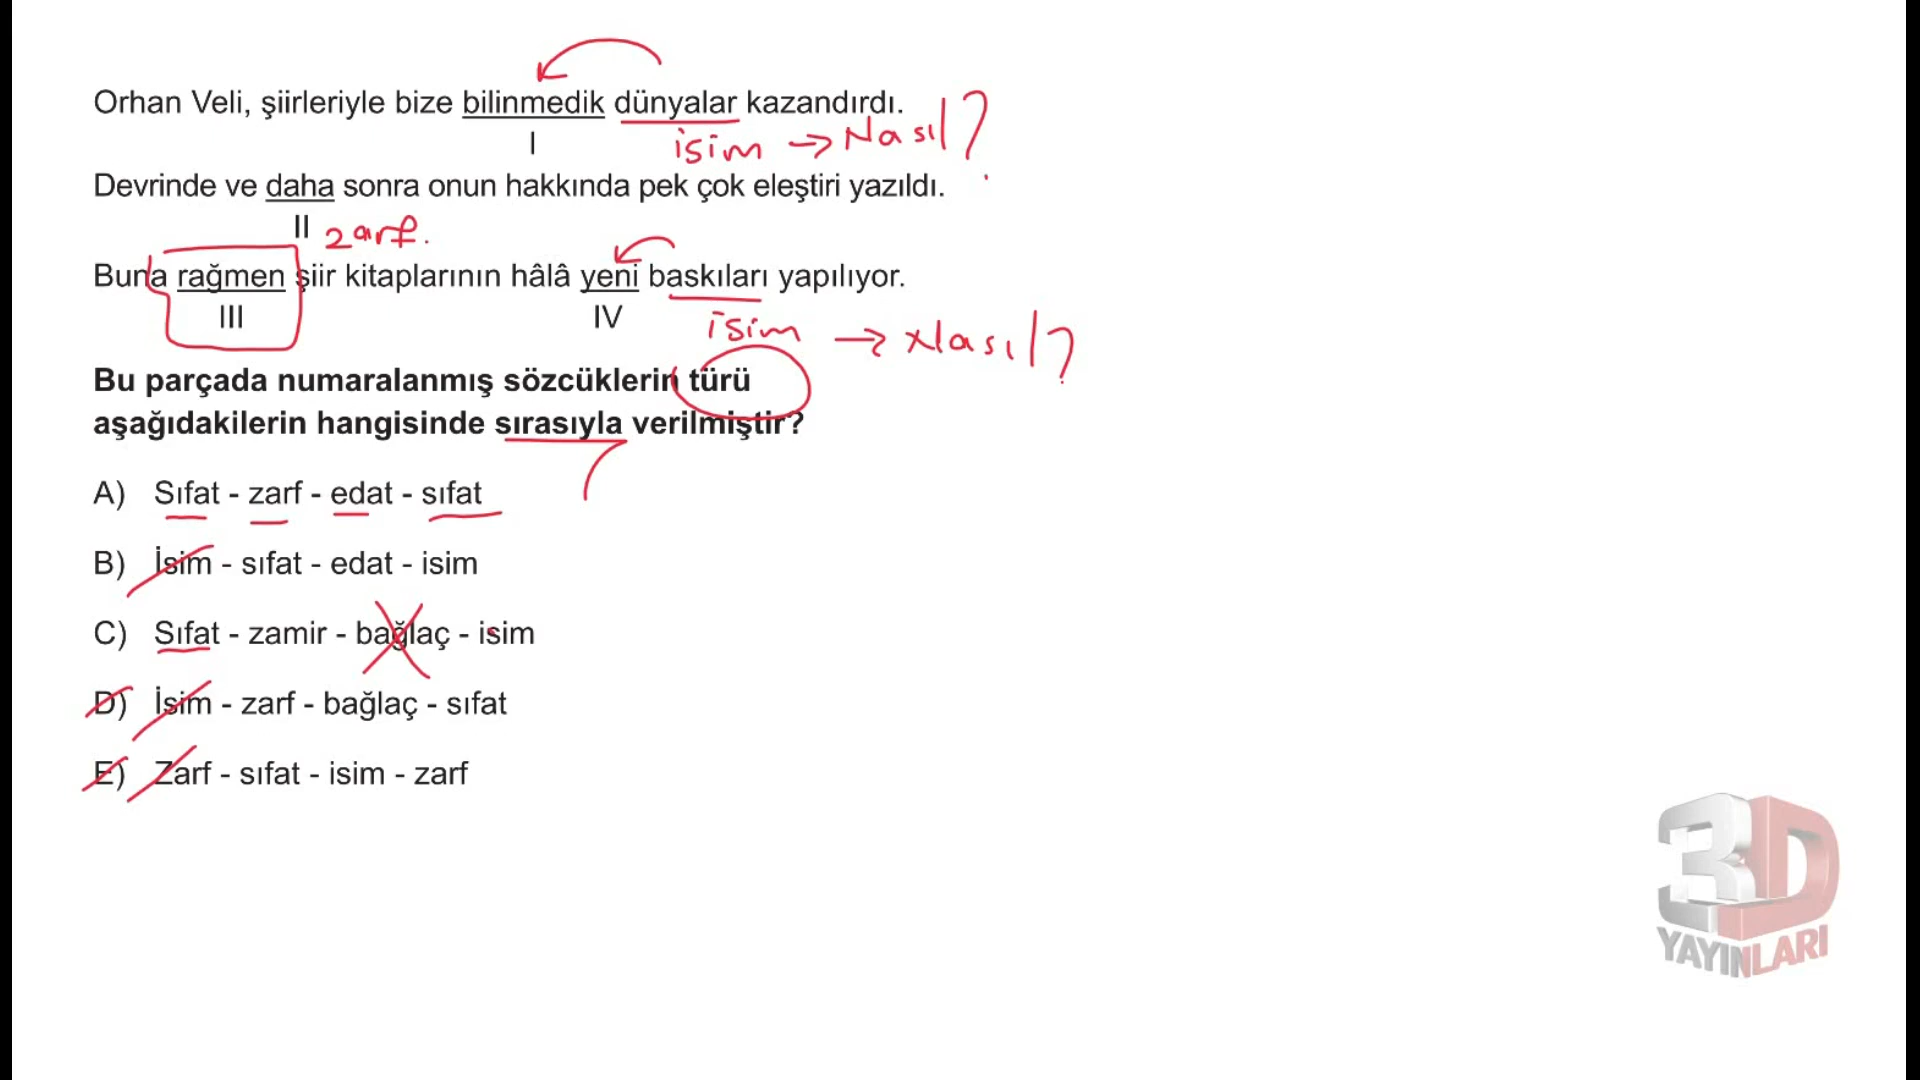 Orhan Veli, şiirleriyle bize bilinmedik dünyalar kazandırdı.
I
isim → Nasıl?
Devrinde ve daha sonra onun hakkında pek çok eleştiri yazıldı.
II zarf.
Buna rağmen şiir kitaplarının hâlâ yeni baskıları yapılıyor.
III IV
isim → Nasıl?
Bu parçada numaralanmış sözcüklerin türü
aşağıdakilerin hangisinde sırasıyla verilmiştir?
A) Sıfat - zarf - edat - sıfat
B) İsim - sıfat - edat - isim
C) Sıfat - zamir - bağlaç - isim
D) İsim - zarf - bağlaç - sıfat
E) Zarf - sıfat - isim - zarf
3D
YAYINLARI